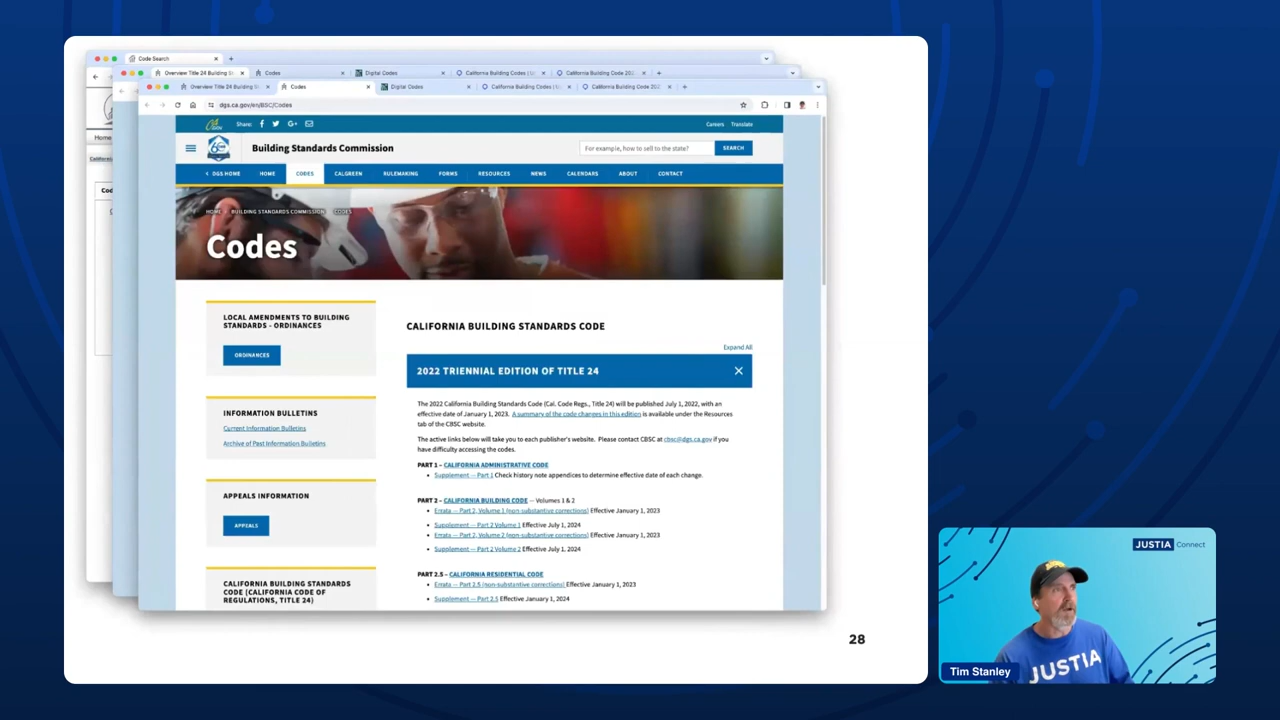 Code Search
Overview Title 24 Building St
Codes
Digital Codes
California Building Codes | U
California Building Code 202
Overview Title 24 Building St
Codes
Digital Codes
California Building Codes | U
California Building Code 202
dgs.ca.gov/en/BSC/Codes
Home
Californi
Cod
Share:
Careers
Translate
Building Standards Commission
For example, how to sell to the state?
SEARCH
DGS HOME
HOME
CODES
CALGREEN
RULEMAKING
FORMS
RESOURCES
NEWS
CALENDARS
ABOUT
CONTACT
HOME
BUILDING STANDARDS COMMISSION
CODES
Codes
LOCAL AMENDMENTS TO BUILDING
STANDARDS - ORDINANCES
ORDINANCES
INFORMATION BULLETINS
Current Information Bulletins
Archive of Past Information Bulletins
APPEALS INFORMATION
APPEALS
CALIFORNIA BUILDING STANDARDS
CODE (CALIFORNIA CODE OF
REGULATIONS, TITLE 24)
CALIFORNIA BUILDING STANDARDS CODE
Expand All
2022 TRIENNIAL EDITION OF TITLE 24
The 2022 California Building Standards Code (Cal. Code Regs., Title 24) will be published July 1, 2022, with an
effective date of January 1, 2023. A summary of the code changes in this edition is available under the Resources
tab of the CBSC website.
The active links below will take you to each publisher's website. Please contact CBSC at cbsc@dgs.ca.gov if you
have difficulty accessing the codes.
PART 1 – CALIFORNIA ADMINISTRATIVE CODE
Supplement – Part 1 Check history note appendices to determine effective date of each change.
PART 2 – CALIFORNIA BUILDING CODE – Volumes 1 & 2
Errata – Part 2, Volume 1 (non-substantive corrections) Effective January 1, 2023
Supplement – Part 2 Volume 1 Effective July 1, 2024
Errata – Part 2, Volume 2 (non-substantive corrections) Effective January 1, 2023
Supplement – Part 2 Volume 2 Effective July 1, 2024
PART 2.5 – CALIFORNIA RESIDENTIAL CODE
Errata – Part 2.5 (non-substantive corrections) Effective January 1, 2023
Supplement – Part 2.5 Effective January 1, 2024
28
JUSTIA Connect
JUSTIA
Tim Stanley